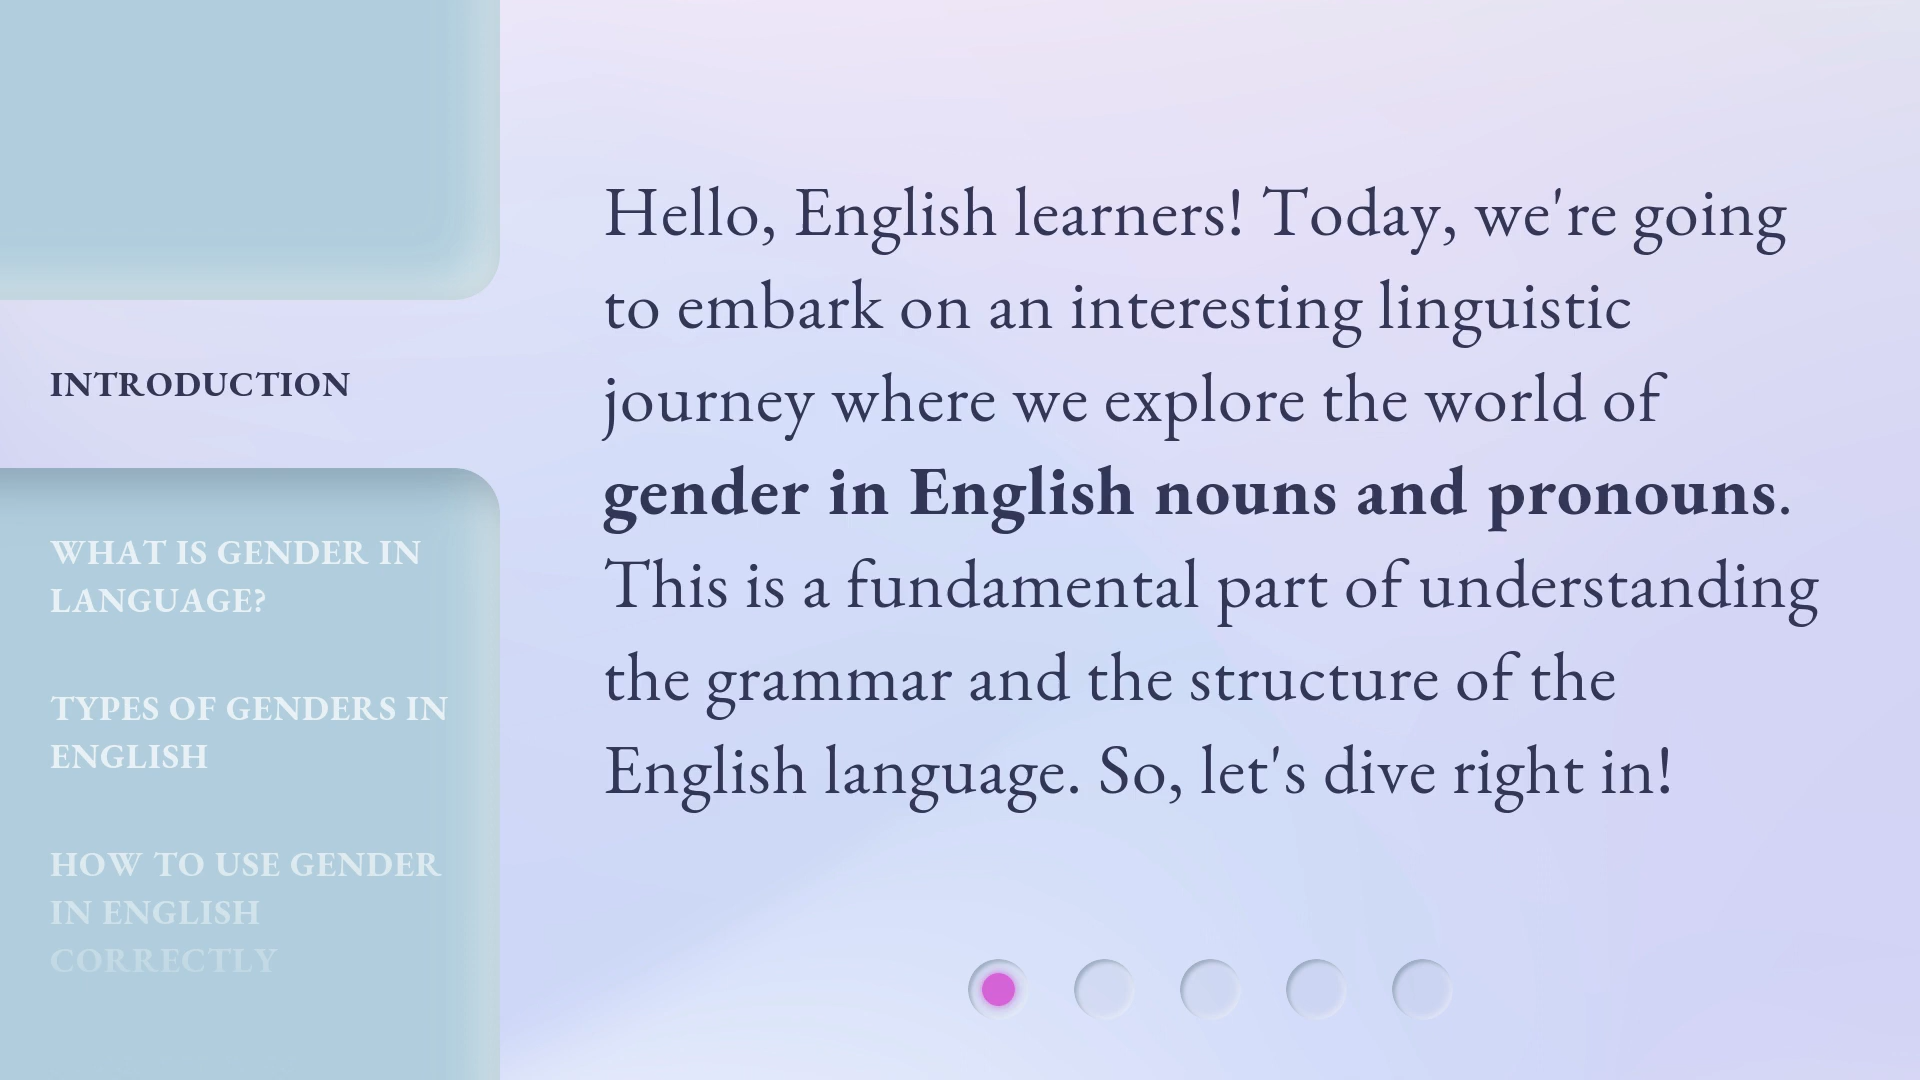 INTRODUCTION
WHAT IS GENDER IN
LANGUAGE?
TYPES OF GENDERS IN
ENGLISH
HOW TO USE GENDER
IN ENGLISH
CORRECTLY
Hello, English learners! Today, we're going
to embark on an interesting linguistic
journey where we explore the world of
gender in English nouns and pronouns.
This is a fundamental part of understanding
the grammar and the structure of the
English language. So, let's dive right in!